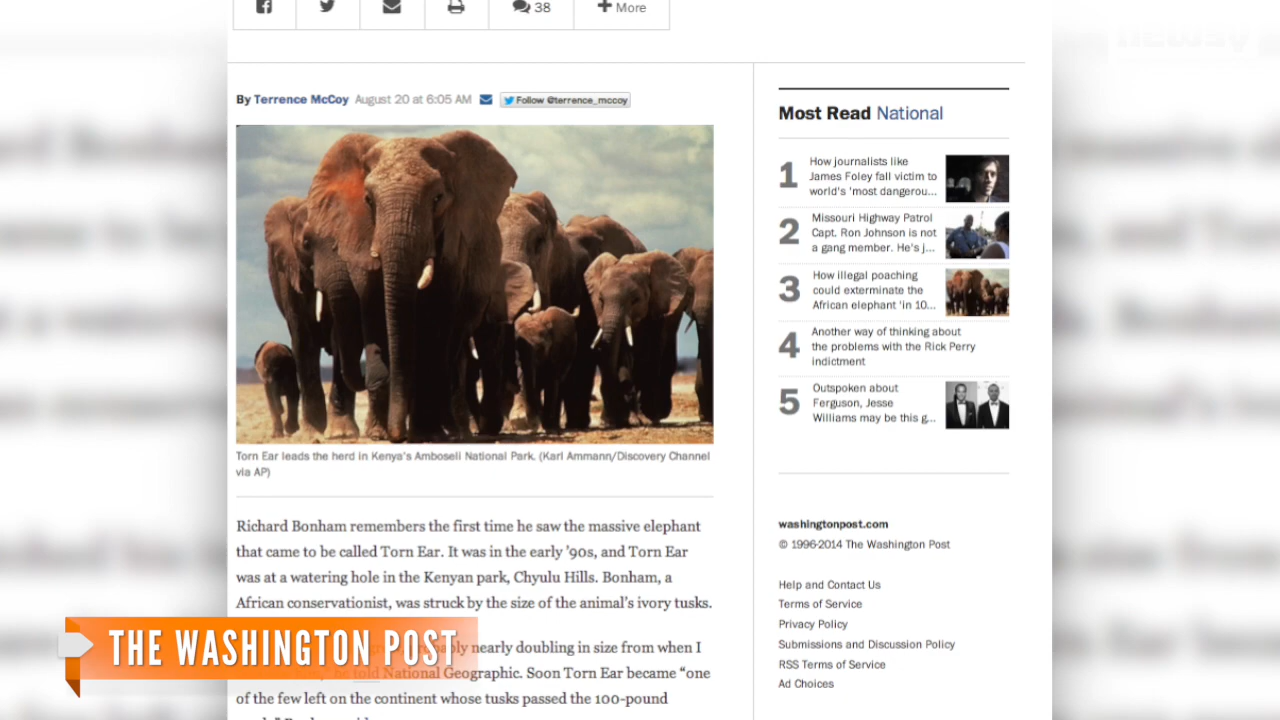 38
More
newsy
By Terrence McCoy August 20 at 6:05 AM Follow @terrence_mccoy
Torn Ear leads the herd in Kenya's Amboseli National Park. (Karl Ammann/Discovery Channel
via AP)
Richard Bonham remembers the first time he saw the massive elephant
that came to be called Torn Ear. It was in the early ’90s, and Torn Ear
was at a watering hole in the Kenyan park, Chyulu Hills. Bonham, a
African conservationist, was struck by the size of the animal’s ivory tusks.
nearly doubling in size from when I
he told National Geographic. Soon Torn Ear became “one
of the few left on the continent whose tusks passed the 100-pound
THE WASHINGTON POST
Most Read National
1 How journalists like
James Foley fall victim to
world's 'most dangerou...
2 Missouri Highway Patrol
Capt. Ron Johnson is not
a gang member. He's j...
3 How illegal poaching
could exterminate the
African elephant 'in 10...
4 Another way of thinking about
the problems with the Rick Perry
indictment
5 Outspoken about
Ferguson, Jesse
Williams may be this g...
washingtonpost.com
© 1996-2014 The Washington Post
Help and Contact Us
Terms of Service
Privacy Policy
Submissions and Discussion Policy
RSS Terms of Service
Ad Choices